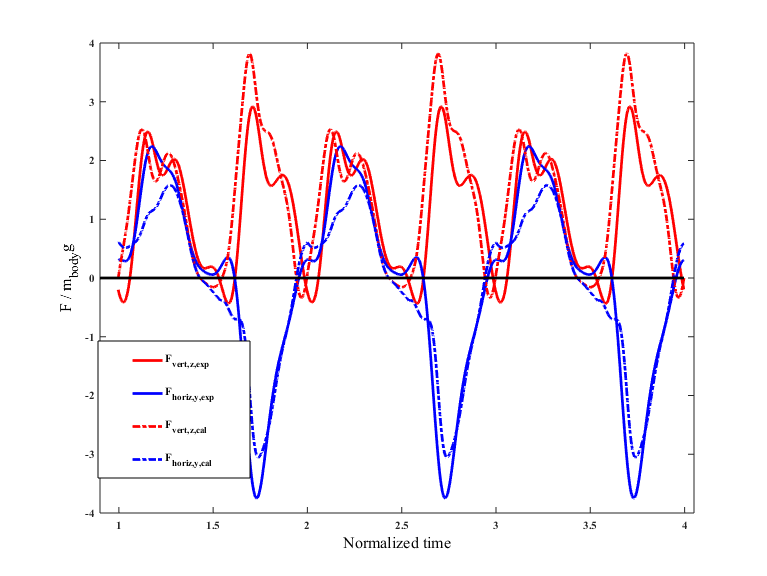 4
3
2
1
0
-1
-2
-3
-4
F / m_body g
F_vert,z,exp
F_horiz,y,exp
F_vert,z,cal
F_horiz,y,cal
1 1.5 2 2.5 3 3.5 4
Normalized time